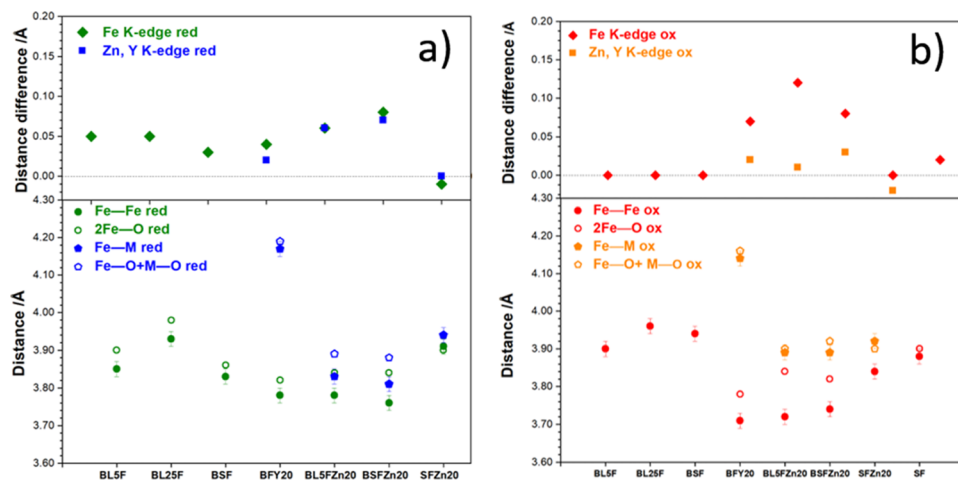 a)
Fe K-edge red
Zn, Y K-edge red
Distance difference /Å
0.20
0.15
0.10
0.05
0.00
4.30
Fe—Fe red
2Fe—O red
Fe—M red
Fe—O+M—O red
Distance /Å
4.20
4.10
4.00
3.90
3.80
3.70
3.60
BL5F BL25F BSF BFY20 BL5FZn20 BSFZn20 SFZn20
b)
Fe K-edge ox
Zn, Y K-edge ox
Distance difference /Å
0.20
0.15
0.10
0.05
0.00
4.30
Fe—Fe ox
2Fe—O ox
Fe—M ox
Fe—O+ M—O ox
Distance /Å
4.20
4.10
4.00
3.90
3.80
3.70
3.60
BL5F BL25F BSF BFY20 BL5FZn20 BSFZn20 SFZn20 SF